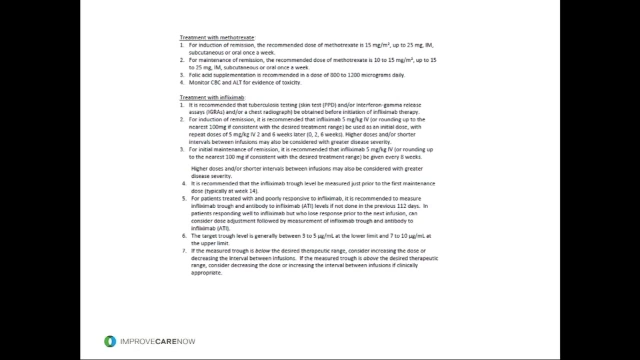 Treatment with methotrexate:
1. For induction of remission, the recommended dose of methotrexate is 15 mg/m², up to 25 mg, IM,
subcutaneous or oral once a week.
2. For maintenance of remission, the recommended dose of methotrexate is 10 to 15 mg/m², up to 15
to 25 mg, IM, subcutaneous or oral once a week.
3. Folic acid supplementation is recommended in a dose of 800 to 1200 micrograms daily.
4. Monitor CBC and ALT for evidence of toxicity.
Treatment with infliximab:
1. It is recommended that tuberculosis testing (skin test (PPD) and/or interferon-gamma release
assays (IGRAs) and/or a chest radiograph) be obtained before initiation of infliximab therapy.
2. For induction of remission, it is recommended that infliximab 5 mg/kg IV (or rounding up to the
nearest 100mg if consistent with the desired treatment range) be used as an initial dose, with
repeat doses of 5 mg/kg IV 2 and 6 weeks later (0, 2, 6 weeks). Higher doses and/or shorter
intervals between infusions may also be considered with greater disease severity.
3. For initial maintenance of remission, it is recommended that infliximab 5 mg/kg IV (or rounding
up to the nearest 100 mg if consistent with the desired treatment range) be given every 8 weeks.
Higher doses and/or shorter intervals between infusions may also be considered with greater
disease severity.
4. It is recommended that the infliximab trough level be measured just prior to the first maintenance
dose (typically at week 14).
5. For patients treated with and poorly responsive to infliximab, it is recommended to measure
infliximab trough and antibody to infliximab (ATI) levels if not done in the previous 112 days. In
patients responding well to infliximab but who lose response prior to the next infusion, can
consider dose adjustment followed by measurement of infliximab trough and antibody to
infliximab (ATI).
6. The target trough level is generally between 3 to 5 µg/mL at the lower limit and 7 to 10 µg/mL at
the upper limit.
7. If the measured trough is below the desired therapeutic range, consider increasing the dose or
decreasing the interval between infusions. If the measured trough is above the desired therapeutic
range, consider decreasing the dose or increasing the interval between infusions if clinically
appropriate.
IMPROVECARENOW